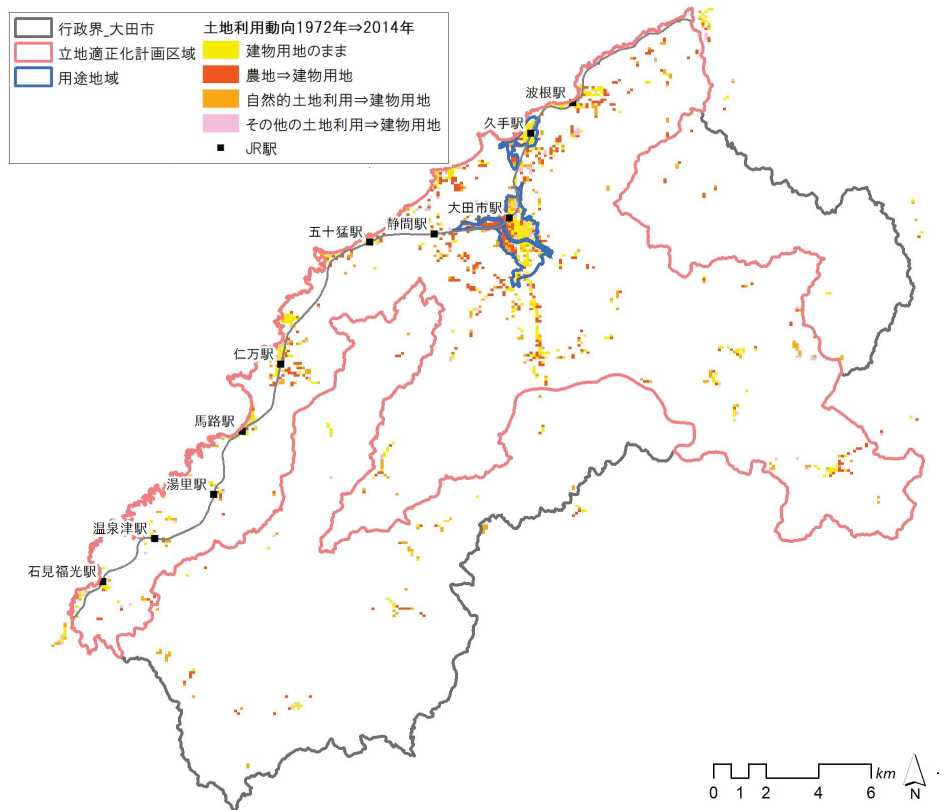 行政界_大田市
立地適正化計画区域
用途地域
土地利用動向1972年⇒2014年
建物用地のまま
農地⇒建物用地
自然的土地利用⇒建物用地
その他の土地利用⇒建物用地
JR駅
波根駅
久手駅
大田市駅
静間駅
五十猛駅
仁万駅
馬路駅
湯里駅
温泉津駅
石見福光駅
km
0 1 2 4 6
N